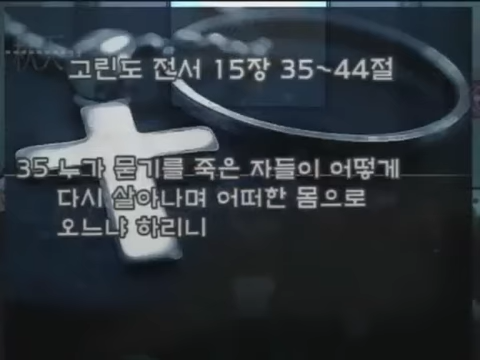 고린도 전서 15장 35~44절
35 누가 묻기를 죽은 자들이 어떻게
다시 살아나며 어떠한 몸으로
오느냐 하리니